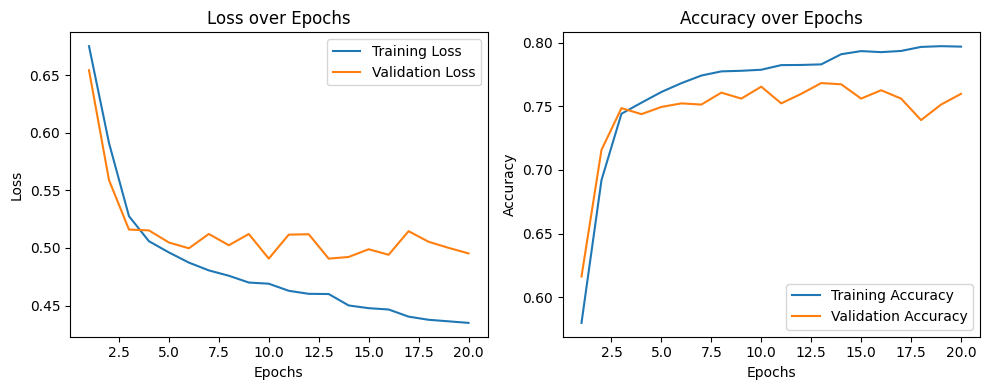 Loss over Epochs
Training Loss
Validation Loss
0.65
0.60
0.55
0.50
0.45
Loss
2.5 5.0 7.5 10.0 12.5 15.0 17.5 20.0
Epochs
Accuracy over Epochs
0.80
0.75
0.70
0.65
0.60
Accuracy
Training Accuracy
Validation Accuracy
2.5 5.0 7.5 10.0 12.5 15.0 17.5 20.0
Epochs